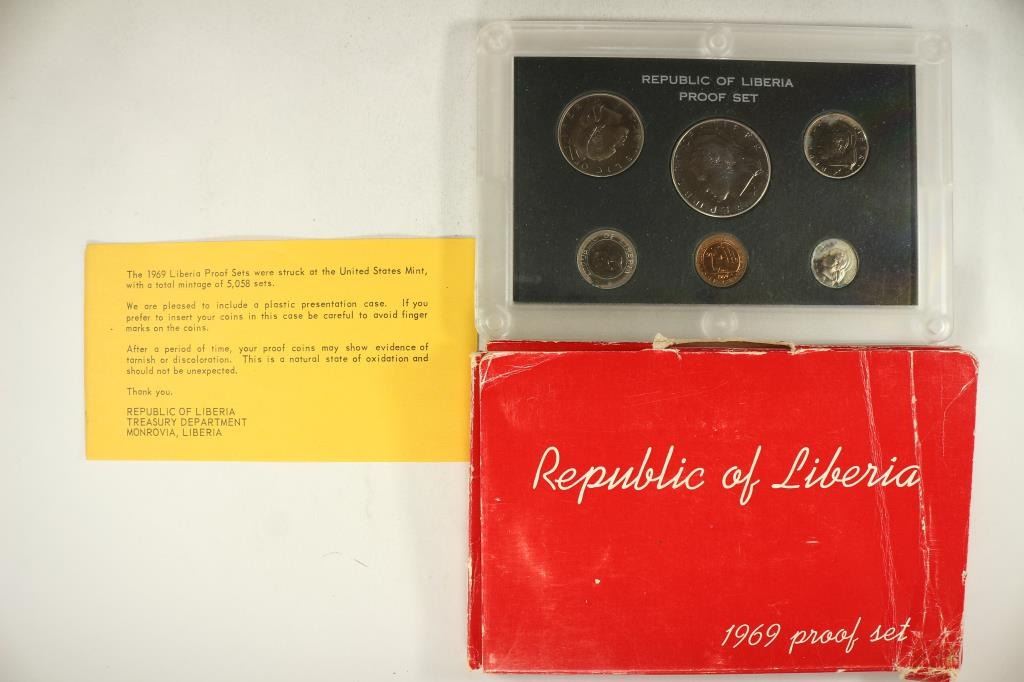 The 1969 Liberia Proof Sets were struck at the United States Mint,
with a total mintage of 5,058 sets.
We are pleased to include a plastic presentation case. If you
prefer to insert your coins in this case be careful to avoid finger
marks on the coins.
After a period of time, your proof coins may show evidence of
tarnish or discoloration. This is a natural state of oxidation and
should not be unexpected.
Thank you.
REPUBLIC OF LIBERIA
TREASURY DEPARTMENT
MONROVIA, LIBERIA
REPUBLIC OF LIBERIA
PROOF SET
Republic of Liberia
1969 proof set